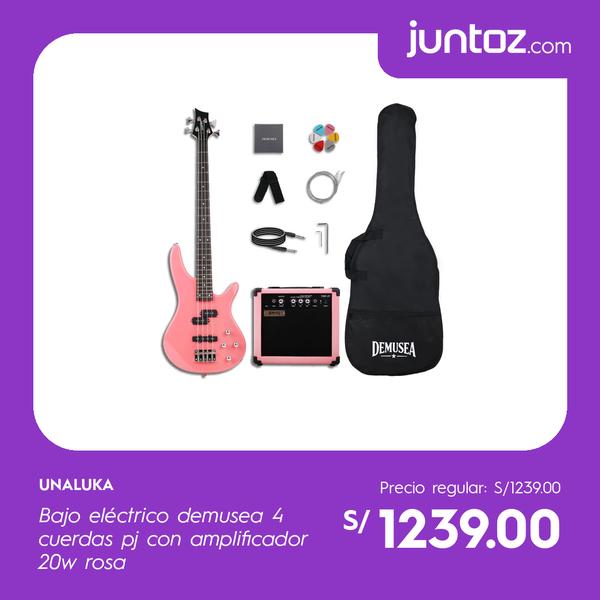 juntoz.com
DEMUSEA
DEMUSEA
UNALUKA
Bajo eléctrico demusea 4
cuerdas pj con amplificador
20w rosa
Precio regular: S/1239.00
S/ 1239.00